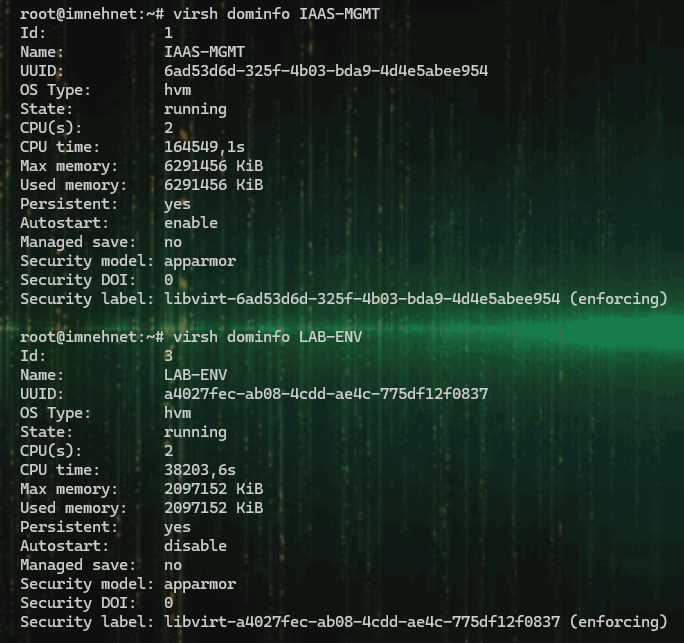 root@imnehnet:~# virsh dominfo IAAS-MGMT
Id:             1
Name:           IAAS-MGMT
UUID:           6ad53d6d-325f-4b03-bda9-4d4e5abee954
OS Type:        hvm
State:          running
CPU(s):         2
CPU time:       164549,1s
Max memory:     6291456 KiB
Used memory:    6291456 KiB
Persistent:     yes
Autostart:      enable
Managed save:   no
Security model: apparmor
Security DOI:   0
Security label: libvirt-6ad53d6d-325f-4b03-bda9-4d4e5abee954 (enforcing)

root@imnehnet:~# virsh dominfo LAB-ENV
Id:             3
Name:           LAB-ENV
UUID:           a4027fec-ab08-4cdd-ae4c-775df12f0837
OS Type:        hvm
State:          running
CPU(s):         2
CPU time:       38203,6s
Max memory:     2097152 KiB
Used memory:    2097152 KiB
Persistent:     yes
Autostart:      disable
Managed save:   no
Security model: apparmor
Security DOI:   0
Security label: libvirt-a4027fec-ab08-4cdd-ae4c-775df12f0837 (enforcing)